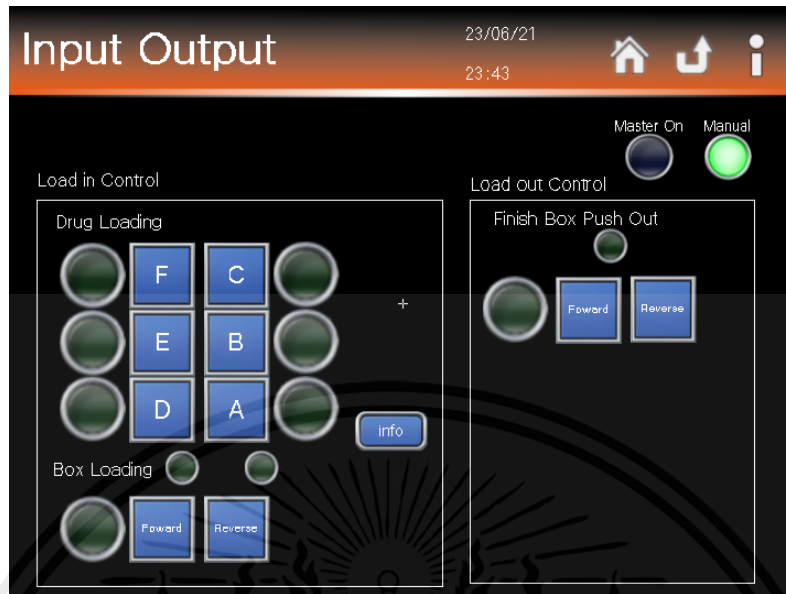 Input Output
23/06/21
23:43
Master On
Manual
Load in Control
Drug Loading
F
C
E
B
D
A
info
Box Loading
Foward
Reverse
Load out Control
Finish Box Push Out
Foward
Reverse